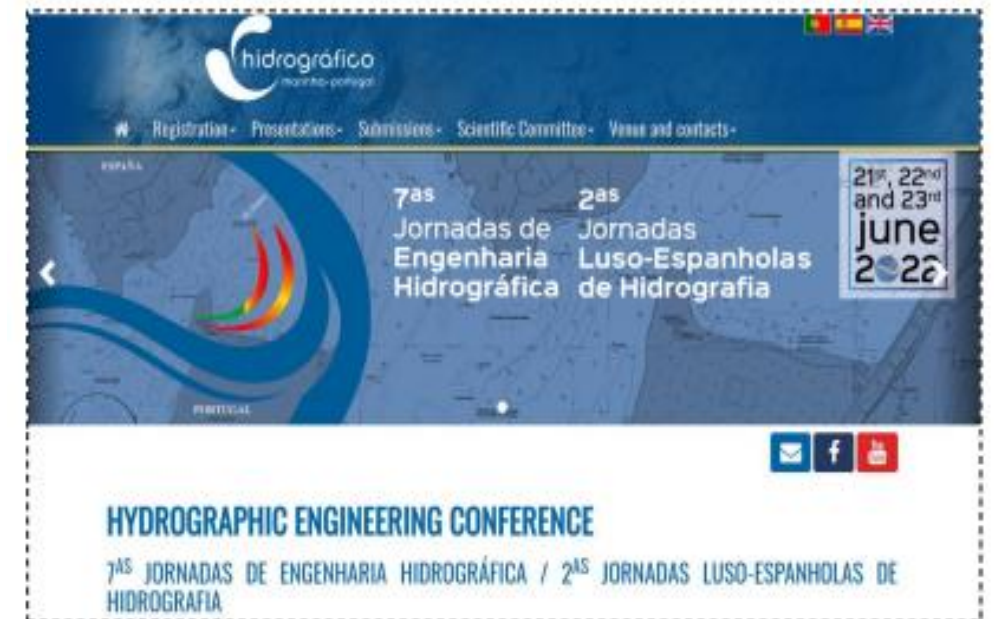 hidrográfico
marinha-portugal
Registration Presentations Submissions Scientific Committee Venue and contacts
ESPAÑA
7as
Jornadas de
Engenharia
Hidrográfica
2as
Jornadas
Luso-Espanholas
de Hidrografia
21st, 22nd
and 23rd
june
2022
PORTUGAL
You
HYDROGRAPHIC ENGINEERING CONFERENCE
7AS JORNADAS DE ENGENHARIA HIDROGRÁFICA / 2AS JORNADAS LUSO-ESPANHOLAS DE
HIDROGRAFIA